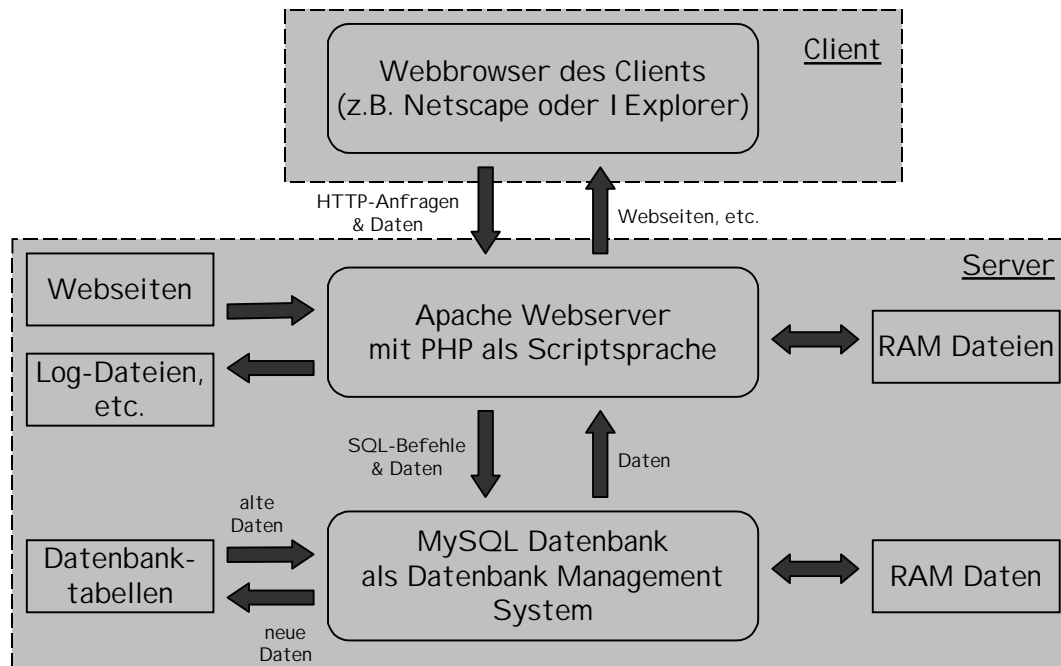 Client
Webbrowser des Clients
(z.B. Netscape oder IExplorer)
HTTP-Anfragen
& Daten
Webseiten, etc.
Server
Webseiten
Apache Webserver
mit PHP als Scriptsprache
RAM Dateien
Log-Dateien,
etc.
SQL-Befehle
& Daten
Daten
alte
Daten
Datenbank-
tabellen
MySQL Datenbank
als Datenbank Management
System
RAM Daten
neue
Daten